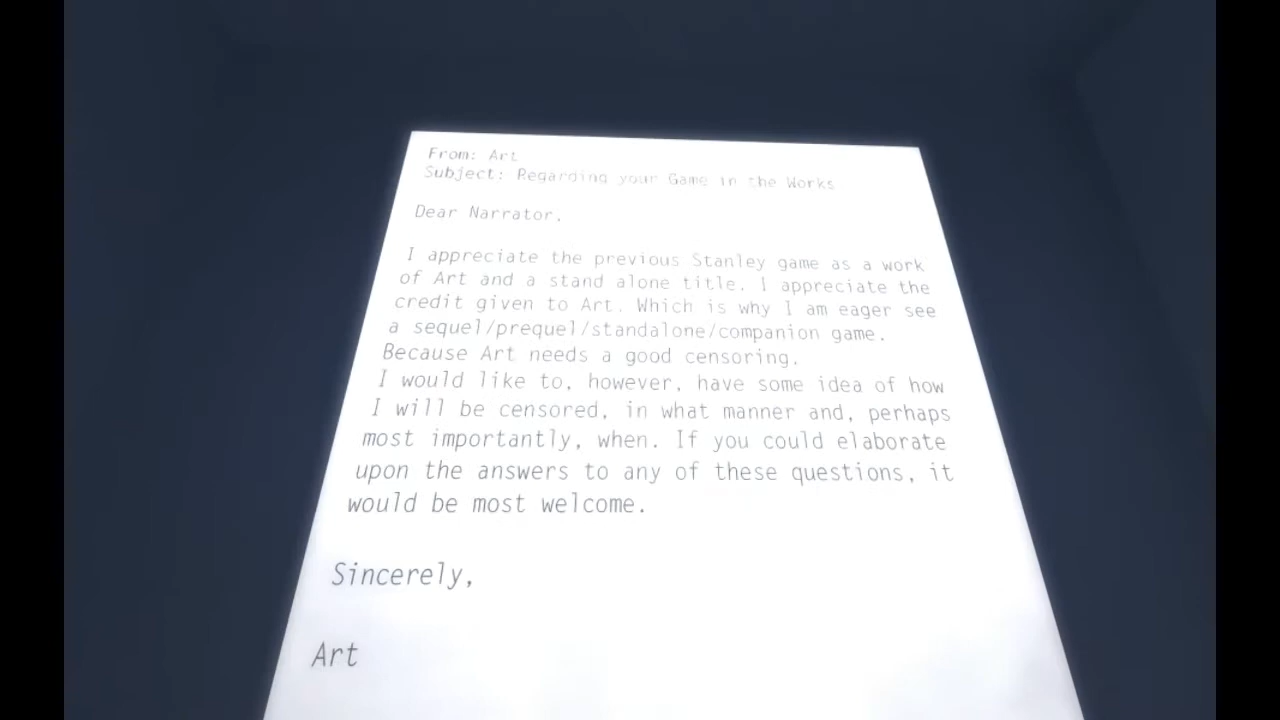 From: Art
Subject: Regarding your Game in the Works
Dear Narrator,
I appreciate the previous Stanley game as a work
of Art and a stand alone title. I appreciate the
credit given to Art. Which is why I am eager see
a sequel/prequel/standalone/companion game.
Because Art needs a good censoring.
I would like to, however, have some idea of how
I will be censored, in what manner and, perhaps
most importantly, when. If you could elaborate
upon the answers to any of these questions, it
would be most welcome.
Sincerely,
Art